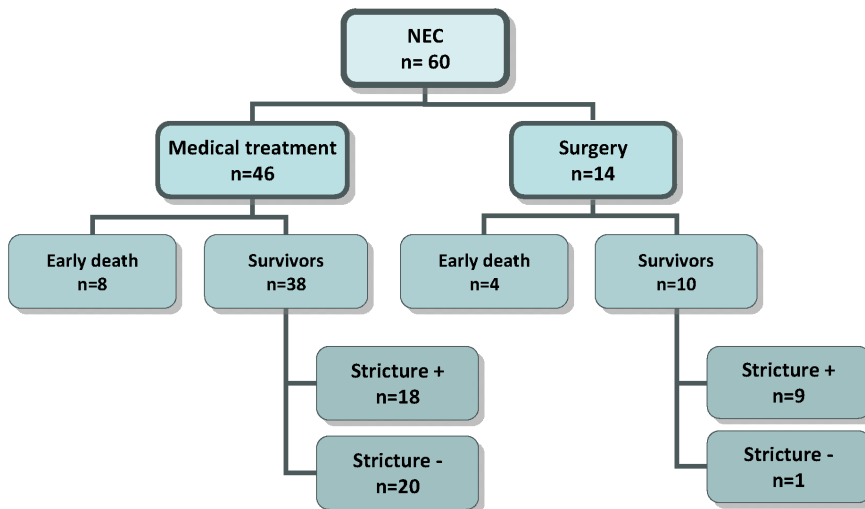 NEC
n= 60
Medical treatment
n=46
Surgery
n=14
Early death
n=8
Survivors
n=38
Early death
n=4
Survivors
n=10
Stricture +
n=18
Stricture +
n=9
Stricture -
n=20
Stricture -
n=1